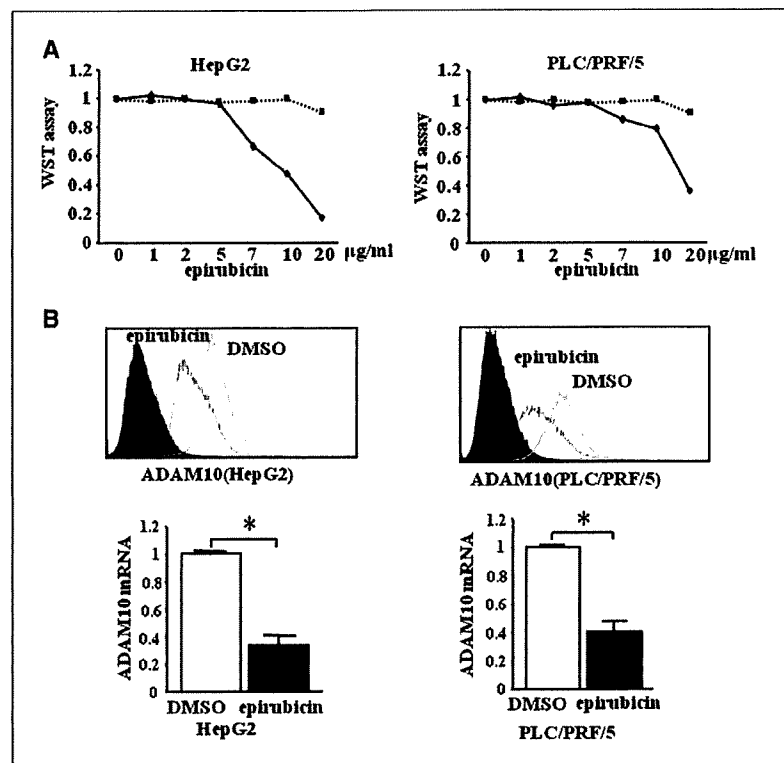 A
HepG2
WST assay
1.2
1
0.8
0.6
0.4
0.2
0
0 1 2 5 7 10 20 μg/ml
epirubicin
PLC/PRF/5
WST assay
1.2
1
0.8
0.6
0.4
0.2
0
0 1 2 5 7 10 20 μg/ml
epirubicin
B
epirubicin
DMSO
ADAM10(HepG2)
epirubicin
DMSO
ADAM10(PLC/PRF/5)
ADAM10 mRNA
1.2
1
0.8
0.6
0.4
0.2
0
*
DMSO epirubicin
HepG2
ADAM10 mRNA
1.2
1
0.8
0.6
0.4
0.2
0
*
DMSO epirubicin
PLC/PRF/5